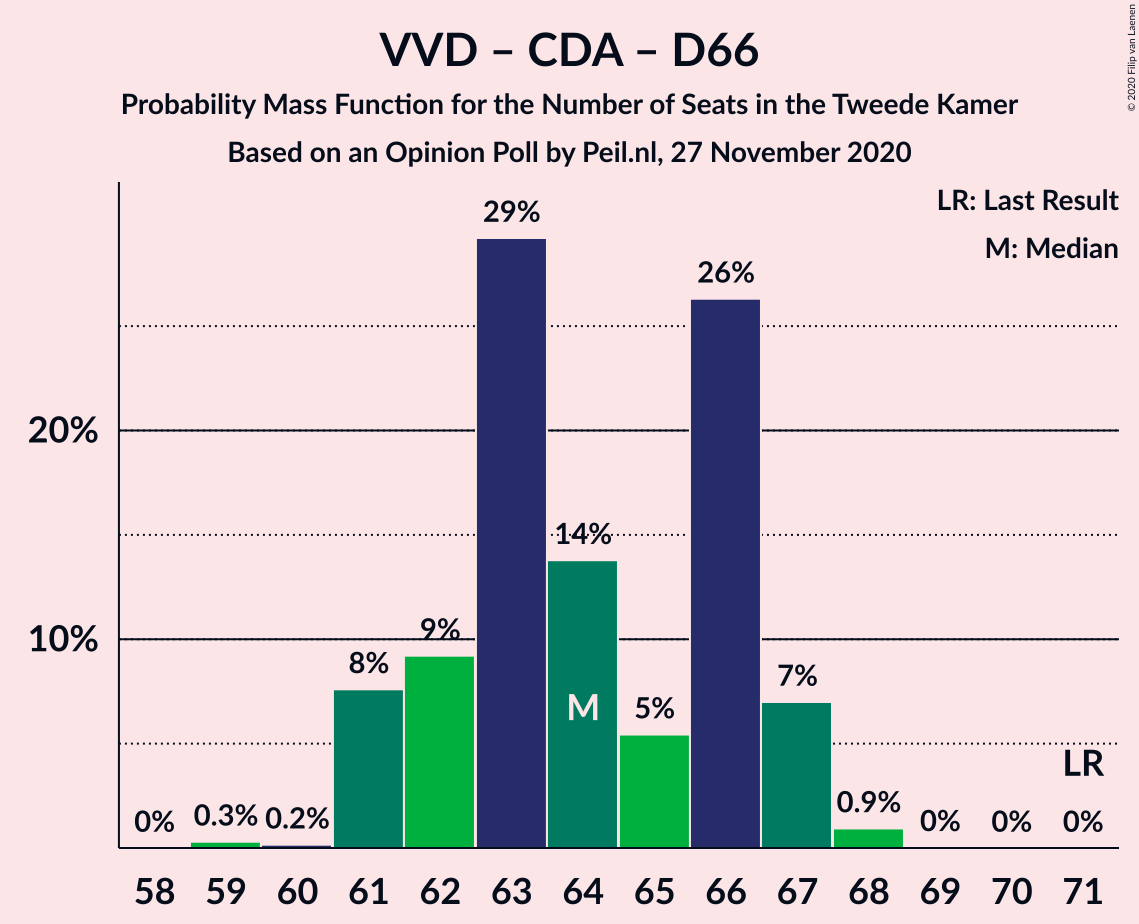 VVD – CDA – D66
Probability Mass Function for the Number of Seats in the Tweede Kamer
Based on an Opinion Poll by Peil.nl, 27 November 2020
© 2020 Filip van Laenen
LR: Last Result
M: Median
20%
10%
0%
0.3%
0.2%
8%
9%
29%
14%
M
5%
26%
7%
0.9%
0%
0%
LR
0%
58 59 60 61 62 63 64 65 66 67 68 69 70 71